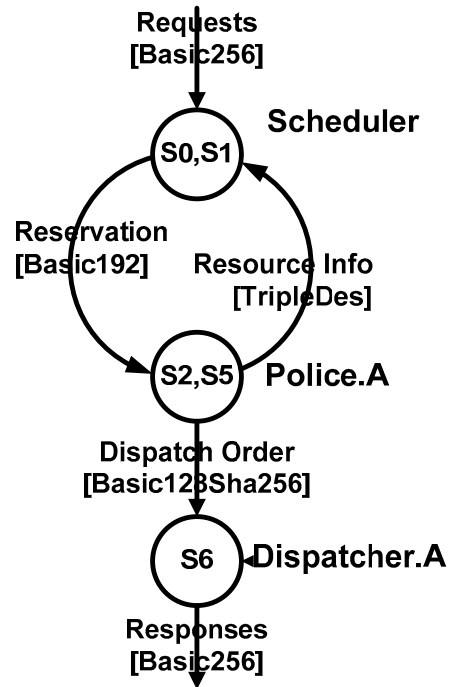 Requests
[Basic256]
Scheduler
S0,S1
Reservation
[Basic192]
Resource Info
[TripleDes]
S2,S5
Police.A
Dispatch Order
[Basic128Sha256]
S6
Dispatcher.A
Responses
[Basic256]